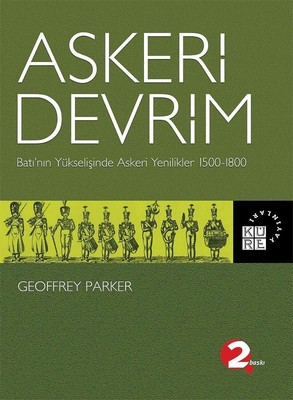 ASKERİ
DEVRİM
Batı'nın Yükselişinde Askeri Yenilikler 1500-1800
KÜRE
YAYINLARI
GEOFFREY PARKER
2.
baskı